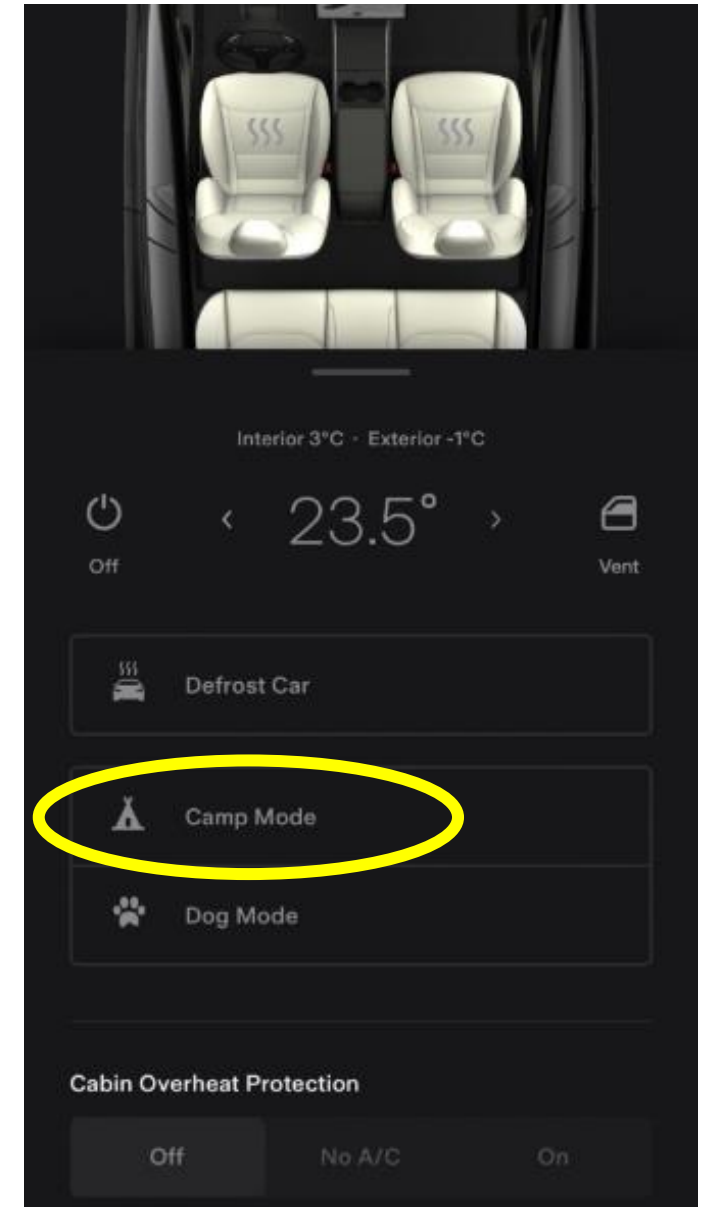 Interior 3°C · Exterior -1°C
23.5°
Off
Vent
Defrost Car
Camp Mode
Dog Mode
Cabin Overheat Protection
Off No A/C On